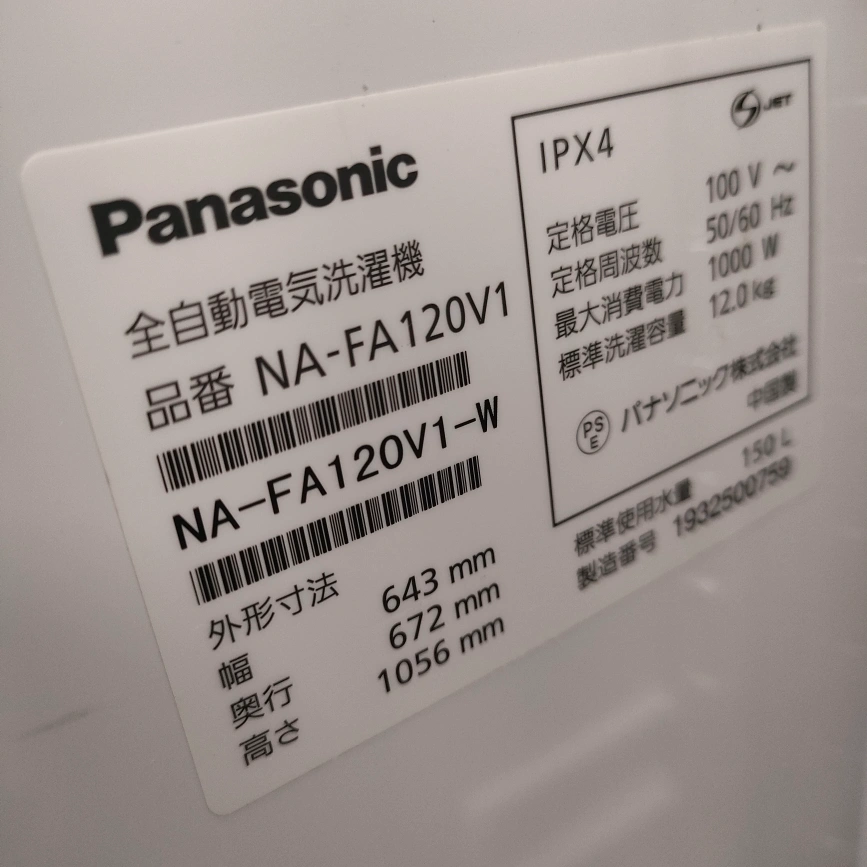 Panasonic
全自動電気洗濯機
品番 NA-FA120V1
NA-FA120V1-W
外形寸法
幅 643 mm
奥行 672 mm
高さ 1056 mm
JET
IPX4
定格電圧 100 V ～
定格周波数 50/60 Hz
最大消費電力 1000 W
標準洗濯容量 12.0 kg
PS
E
パナソニック株式会社
中国製
標準使用水量 150 L
製造番号 1932500759